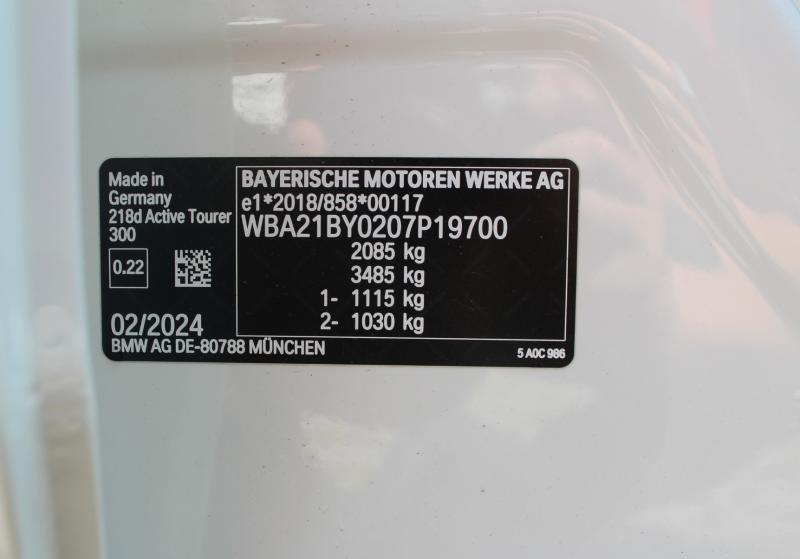 Made in
Germany
218d Active Tourer
300
0.22
02/2024
BAYERISCHE MOTOREN WERKE AG
e1*2018/858*00117
WBA21BY0207P19700
2085 kg
3485 kg
1- 1115 kg
2- 1030 kg
BMW AG DE-80788 MÜNCHEN
5 A0C 986